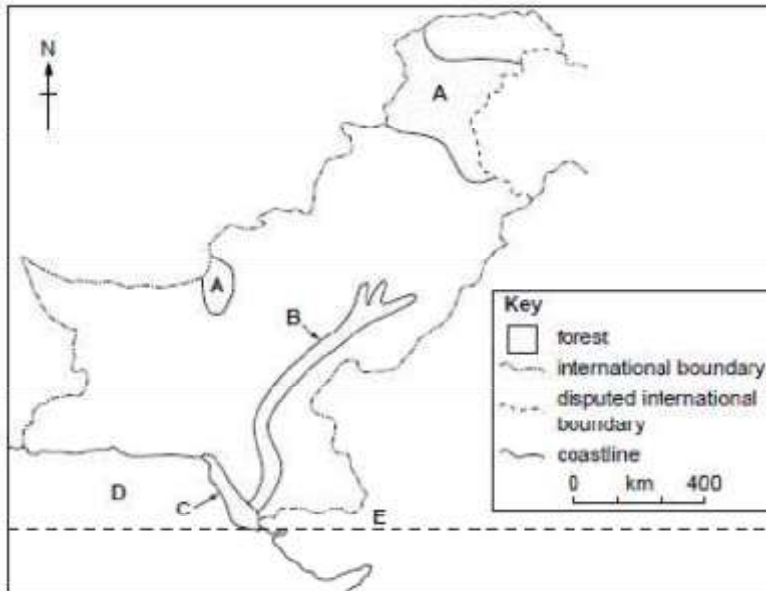 N
A
A
B
Key
forest
international boundary
disputed international
boundary
coastline
0 km 400
D
C
E